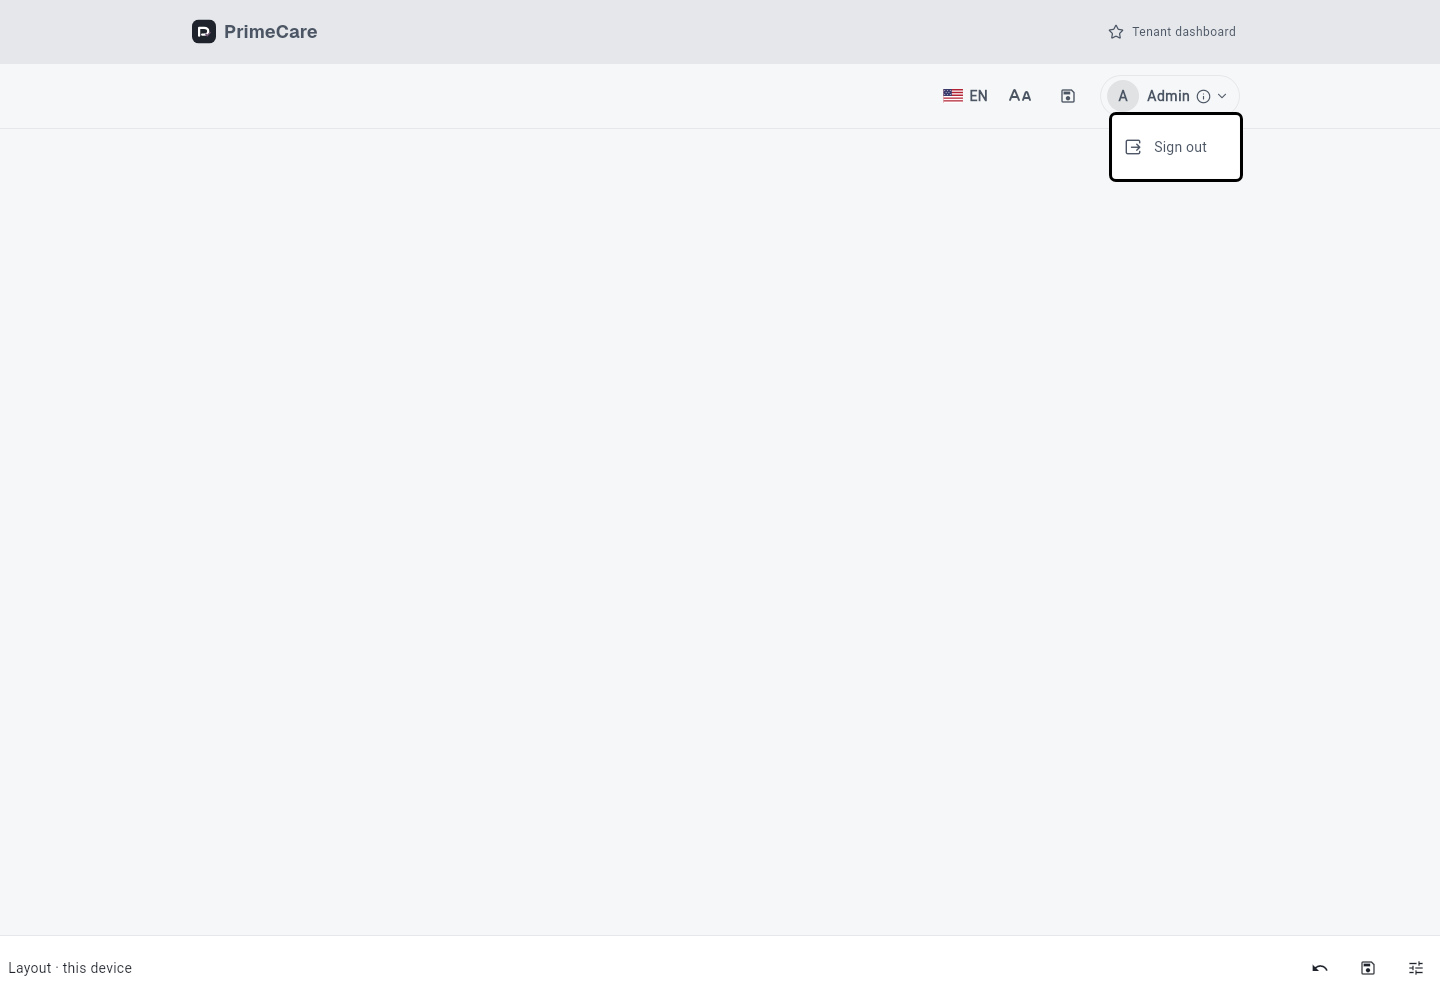 PrimeCare
Tenant dashboard
EN
AA
A
Admin
Sign out
Layout · this device